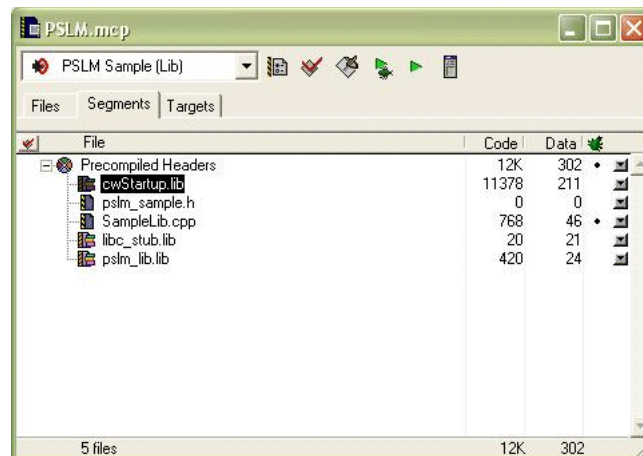 PSLM.mcp
PSLM Sample (Lib)
Files Segments Targets
File Code Data
Precompiled Headers 12K 302
cwStartup.lib 11378 211
pslm_sample.h 0 0
SampleLib.cpp 768 46
libc_stub.lib 20 21
pslm_lib.lib 420 24
5 files 12K 302